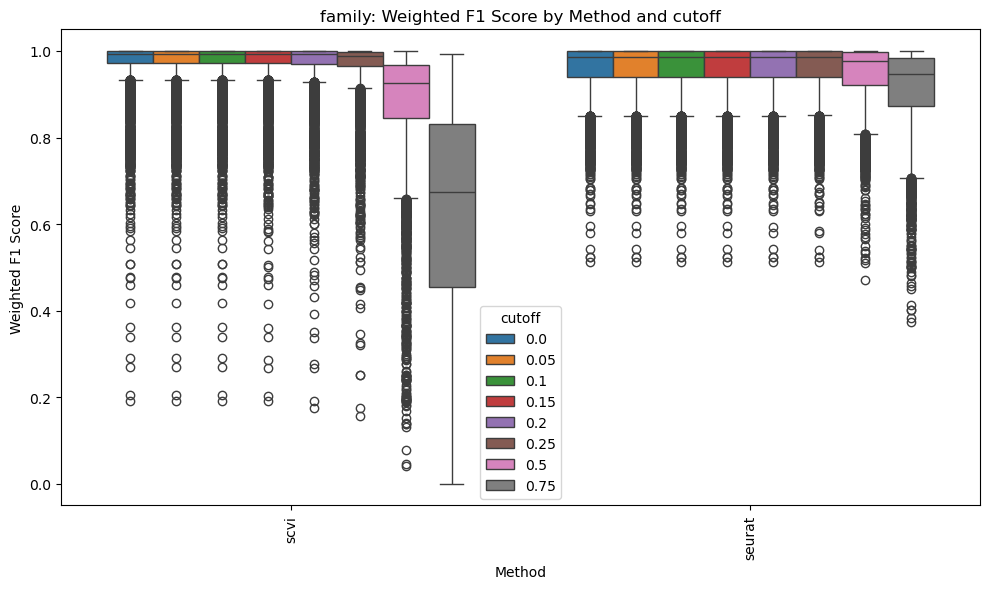 family: Weighted F1 Score by Method and cutoff
Weighted F1 Score
1.0
0.8
0.6
0.4
0.2
0.0
cutoff
0.0
0.05
0.1
0.15
0.2
0.25
0.5
0.75
scvi
seurat
Method